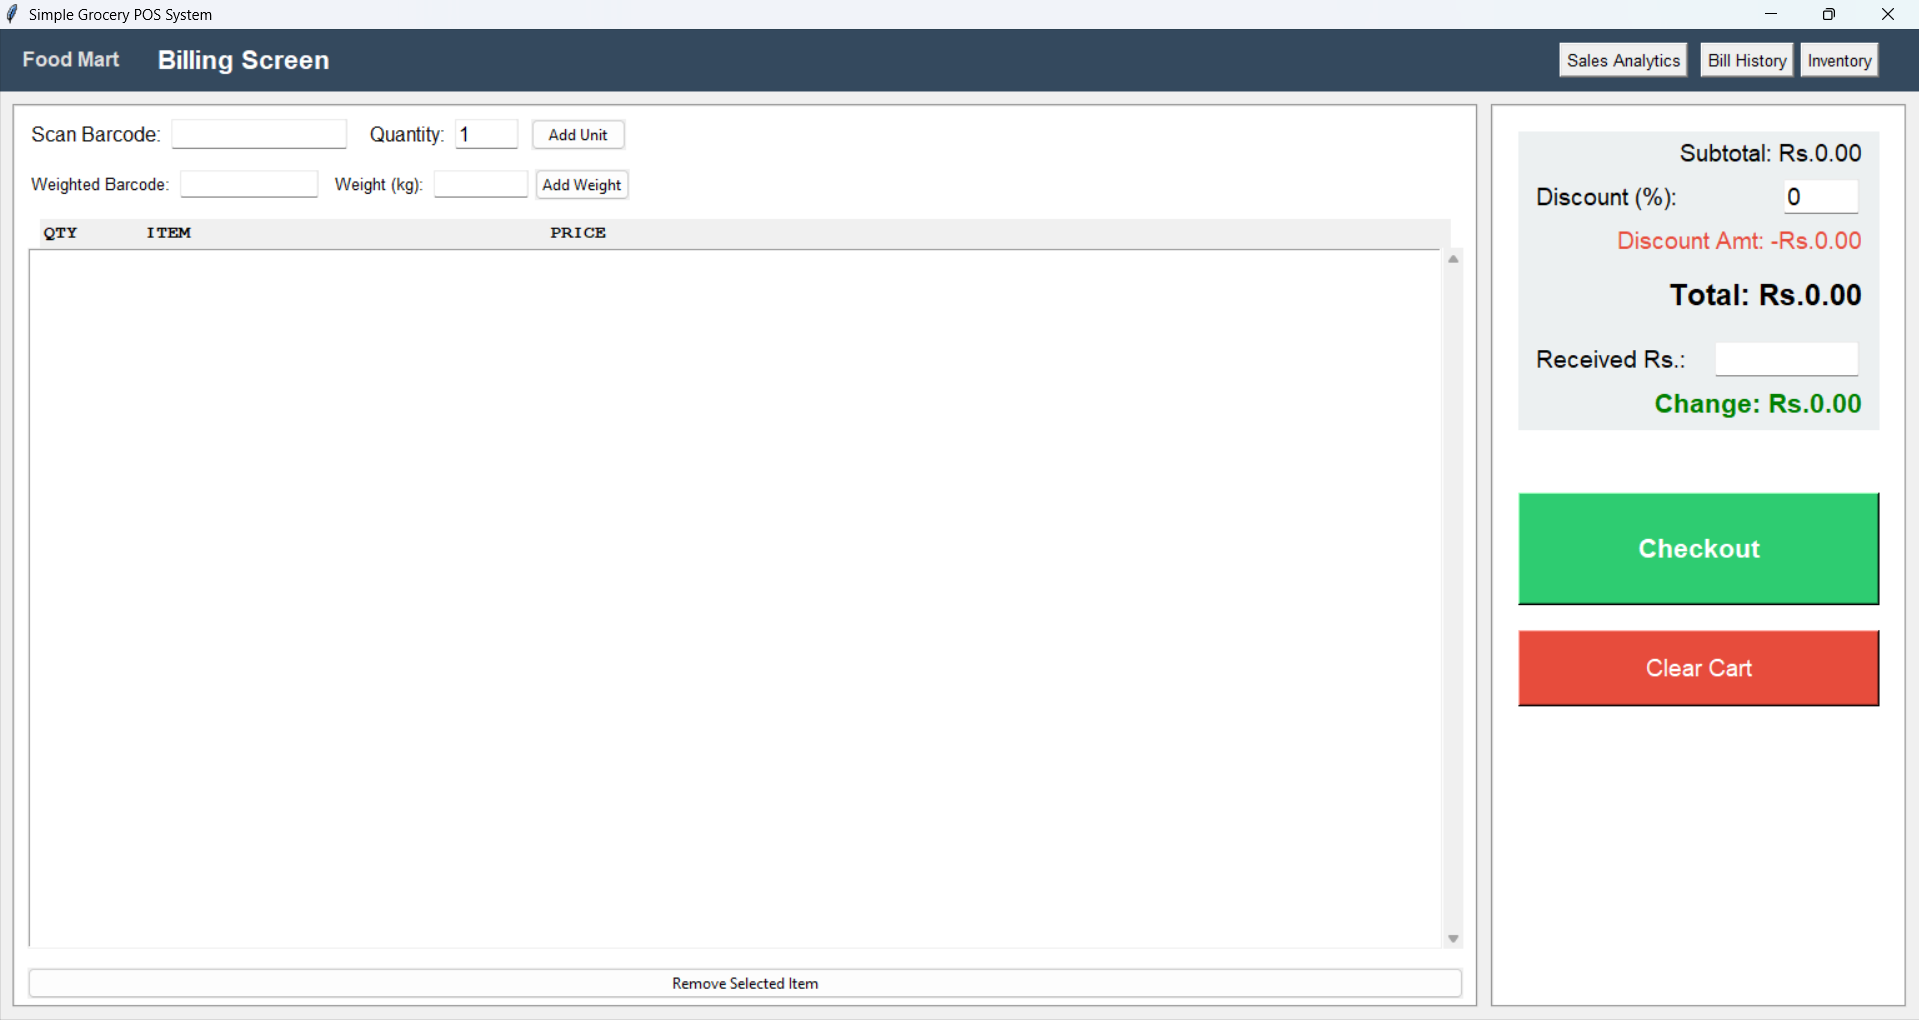 Simple Grocery POS System
Food Mart Billing Screen Sales Analytics Bill History Inventory
Scan Barcode: Quantity: 1 Add Unit
Weighted Barcode: Weight (kg): Add Weight
QTY ITEM PRICE
Remove Selected Item
Subtotal: Rs.0.00
Discount (%): 0
Discount Amt: -Rs.0.00
Total: Rs.0.00
Received Rs.:
Change: Rs.0.00
Checkout
Clear Cart